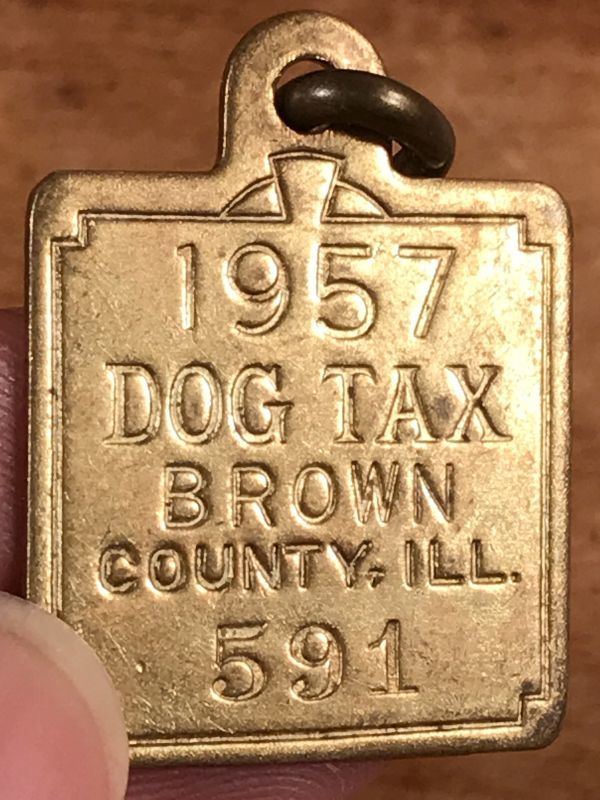 1957
DOG TAX
BROWN
COUNTY, ILL.
591